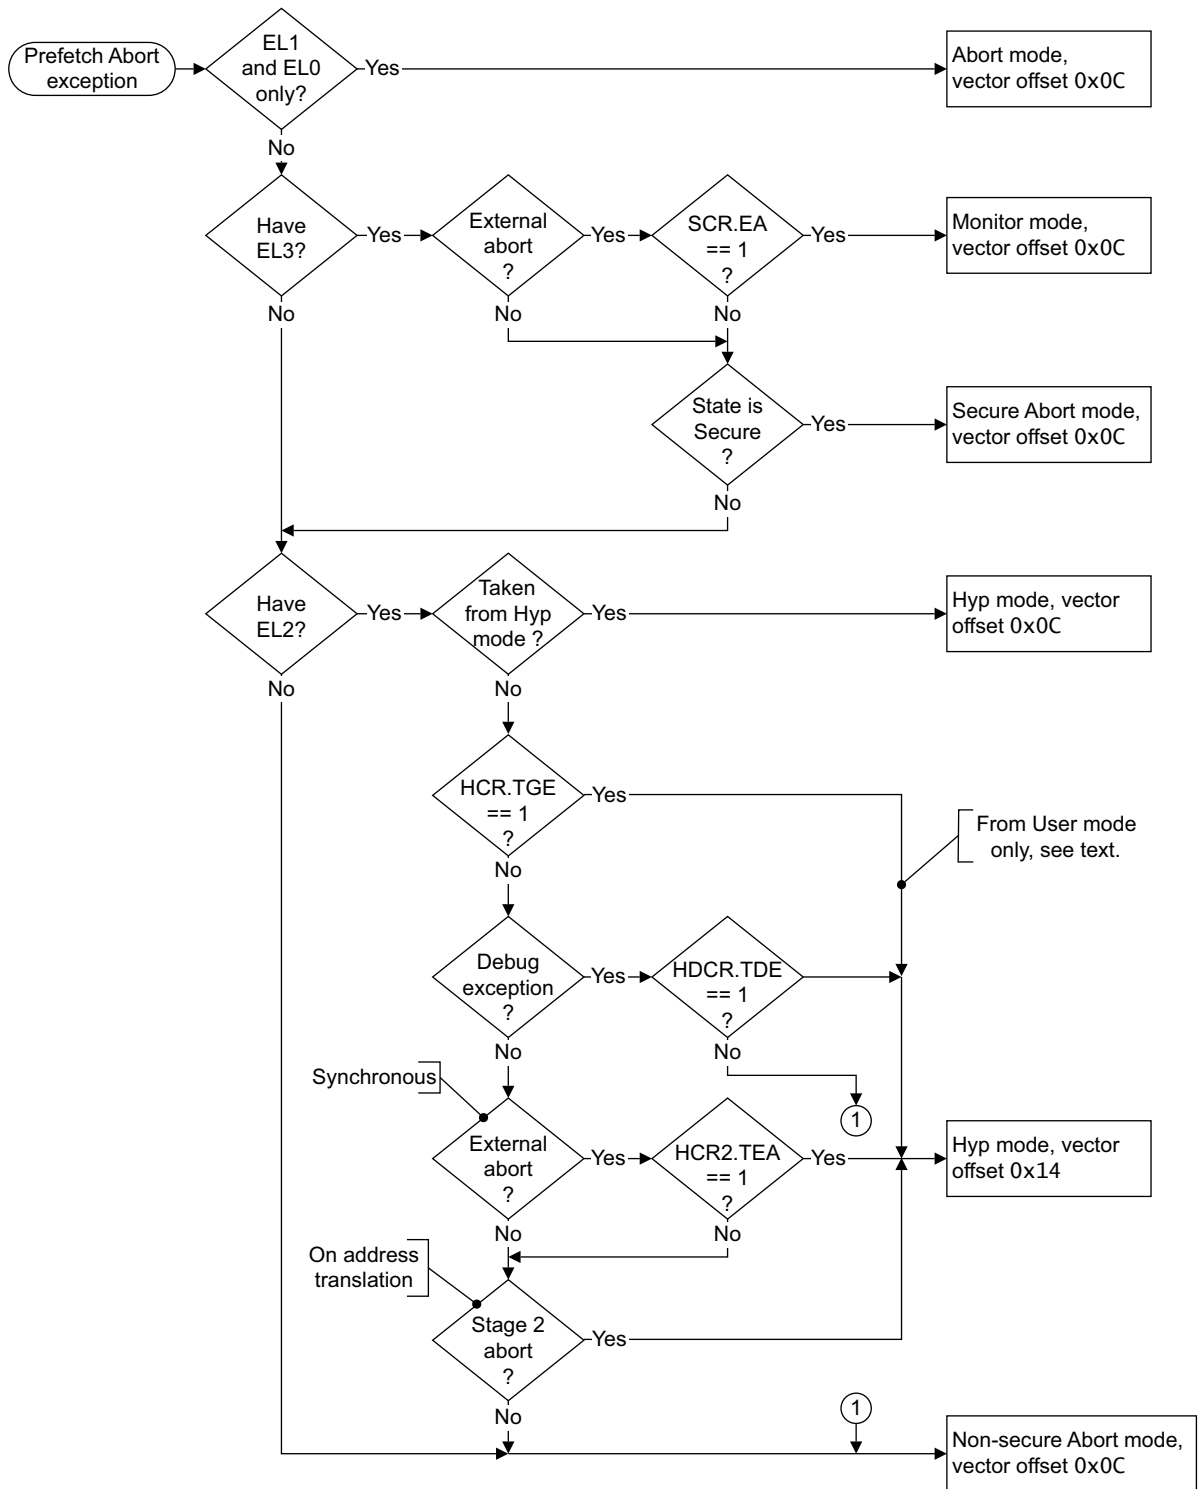 Prefetch Abort
exception
EL1
and EL0
only?
Yes
Abort mode,
vector offset 0x0C
No
Have
EL3?
Yes
External
abort
?
Yes
SCR.EA
== 1
?
Yes
Monitor mode,
vector offset 0x0C
No
No
No
State is
Secure
?
Yes
Secure Abort mode,
vector offset 0x0C
No
Have
EL2?
Yes
Taken
from Hyp
mode ?
Yes
Hyp mode, vector
offset 0x0C
No
No
HCR.TGE
== 1
?
Yes
From User mode
only, see text.
No
Debug
exception
?
Yes
HDCR.TDE
== 1
?
No
No
Synchronous
1
External
abort
?
Yes
HCR2.TEA
== 1
?
Yes
Hyp mode, vector
offset 0x14
No
No
On address
translation
Stage 2
abort
?
Yes
No
1
Non-secure Abort mode,
vector offset 0x0C